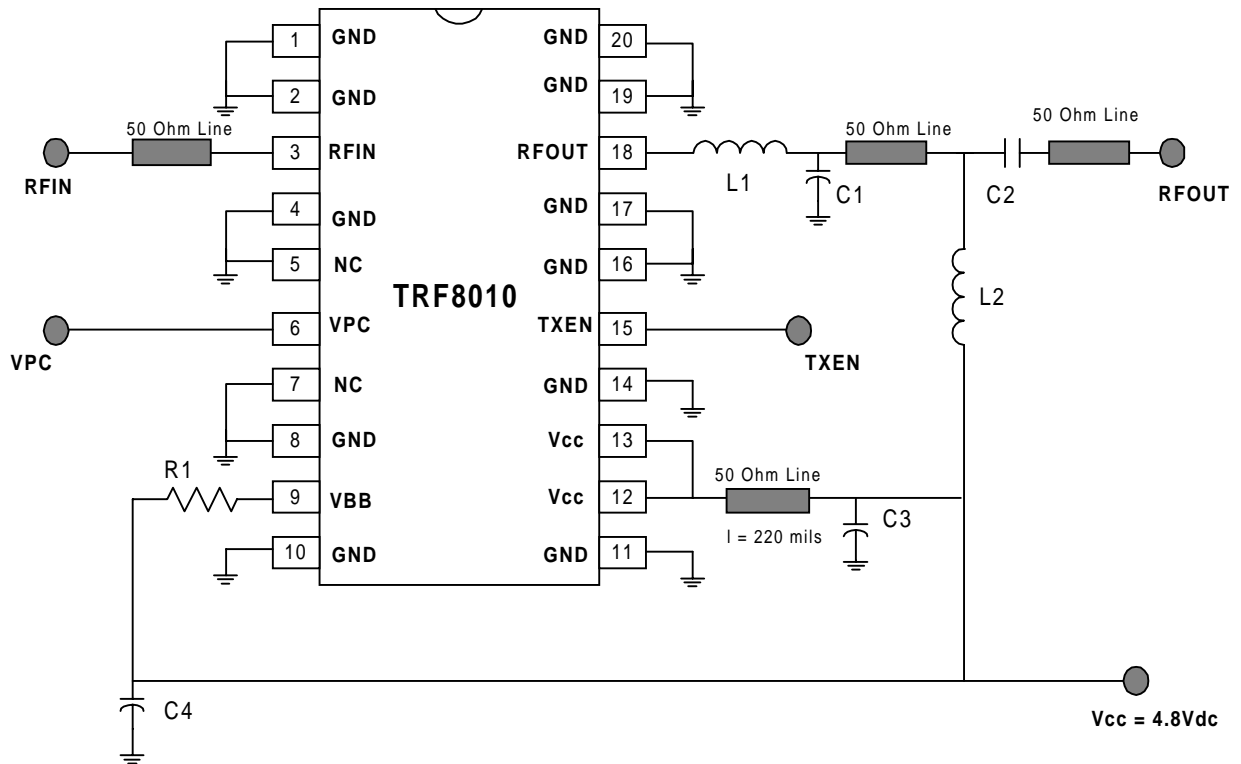 1 GND GND 20
2 GND GND 19
50 Ohm Line
50 Ohm Line
50 Ohm Line
RFIN
3 RFIN RFOUT 18
L1
C1
C2
RFOUT
4 GND GND 17
5 NC GND 16
TRF8010
L2
VPC
6 VPC TXEN 15
TXEN
7 NC GND 14
8 GND Vcc 13
R1
9 VBB Vcc 12
50 Ohm Line
l = 220 mils
C3
10 GND GND 11
C4
Vcc = 4.8Vdc